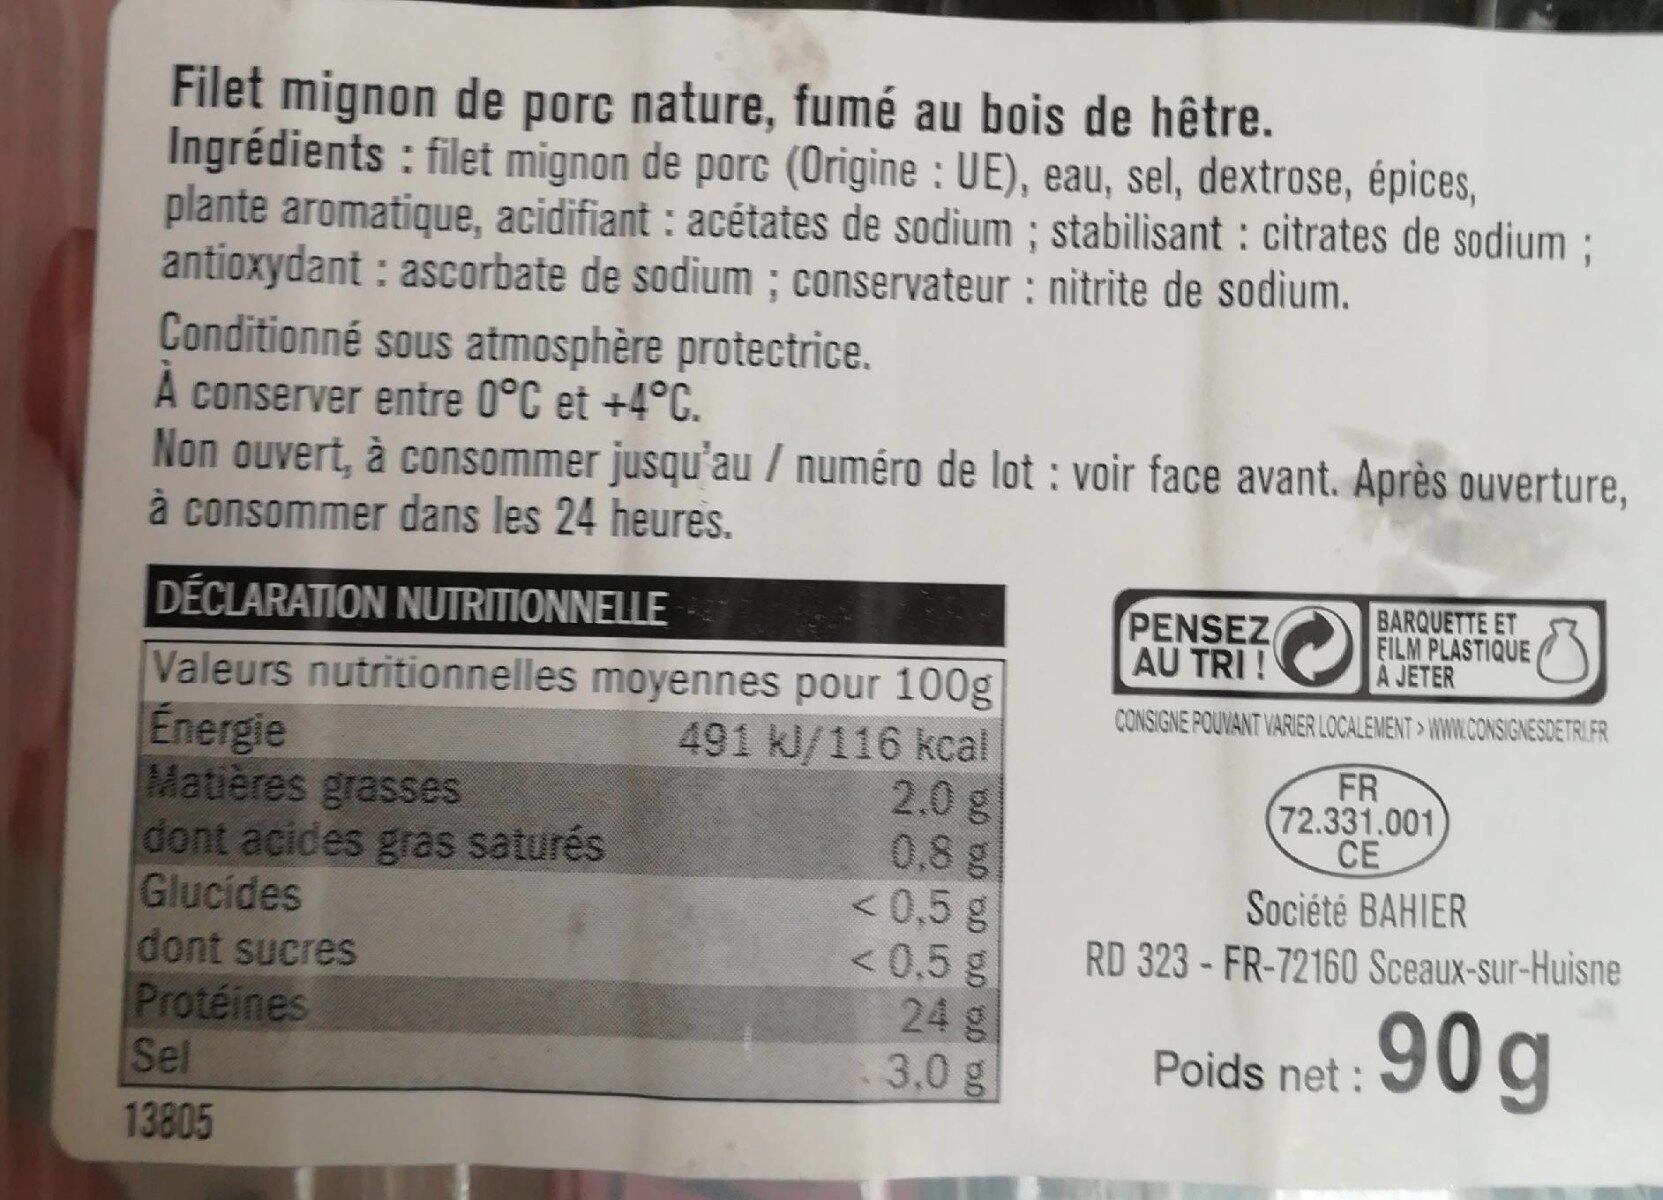 Filet mignon de porc nature, fumé au bois de hêtre.
Ingrédients : filet mignon de porc (Origine : UE), eau, sel, dextrose, épices,
plante aromatique, acidifiant : acétates de sodium ; stabilisant : citrates de sodium ;
antioxydant : ascorbate de sodium ; conservateur : nitrite de sodium.
Conditionné sous atmosphère protectrice.
À conserver entre 0°C et +4°C.
Non ouvert, à consommer jusqu'au / numéro de lot : voir face avant. Après ouverture,
à consommer dans les 24 heures.
DÉCLARATION NUTRITIONNELLE
Valeurs nutritionnelles moyennes pour 100g
Énergie 491 kJ/116 kcal
Matières grasses 2.0 g
dont acides gras saturés 0.8 g
Glucides < 0.5 g
dont sucres < 0.5 g
Protéines 24 g
Sel 3.0 g
13805
PENSEZ
AU TRI !
BARQUETTE ET
FILM PLASTIQUE
À JETER
CONSIGNE POUVANT VARIER LOCALEMENT > WWW.CONSIGNESDETRI.FR
FR
72.331.001
CE
Société BAHIER
RD 323 - FR-72160 Sceaux-sur-Huisne
Poids net : 90 g